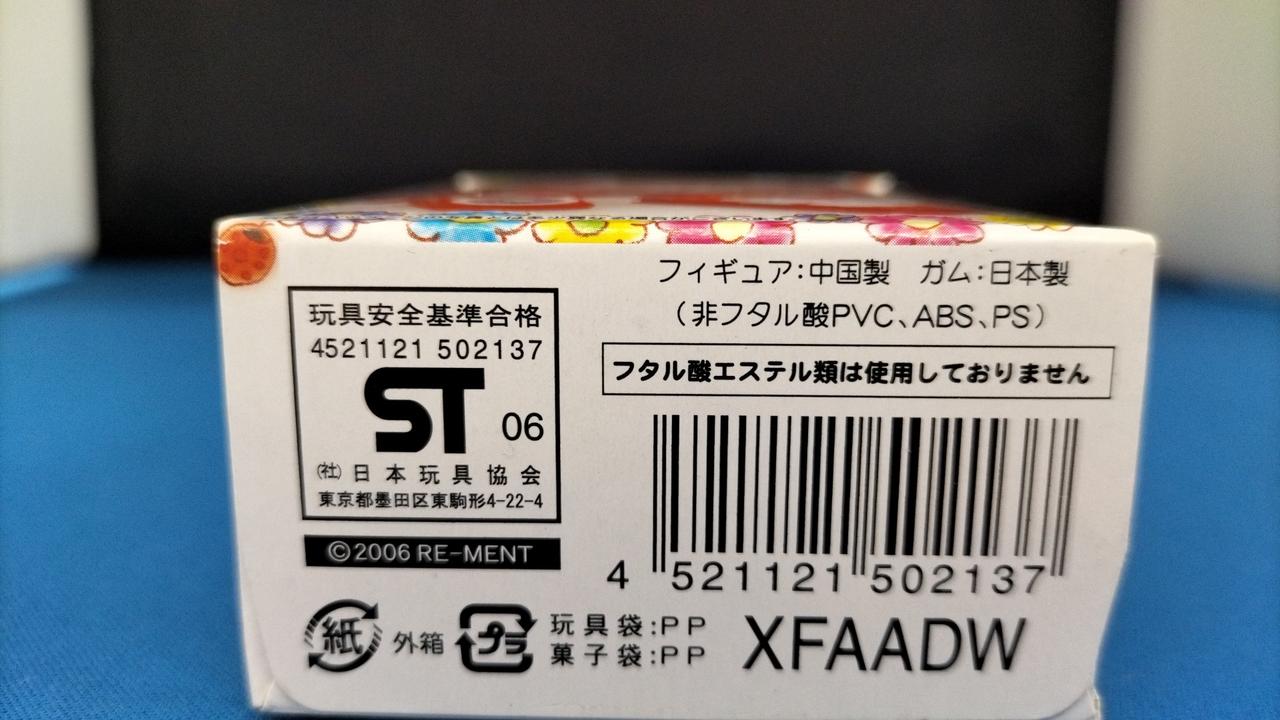 フィギュア:中国製　ガム:日本製
(非フタル酸PVC、ABS、PS)
フタル酸エステル類は使用しておりません
玩具安全基準合格
4521121 502137
ST 06
(社)日本玩具協会
東京都墨田区東駒形4-22-4
©2006 RE-MENT
4 521121 502137
紙 外箱 プラ 玩具袋:PP
菓子袋:PP
XFAADW